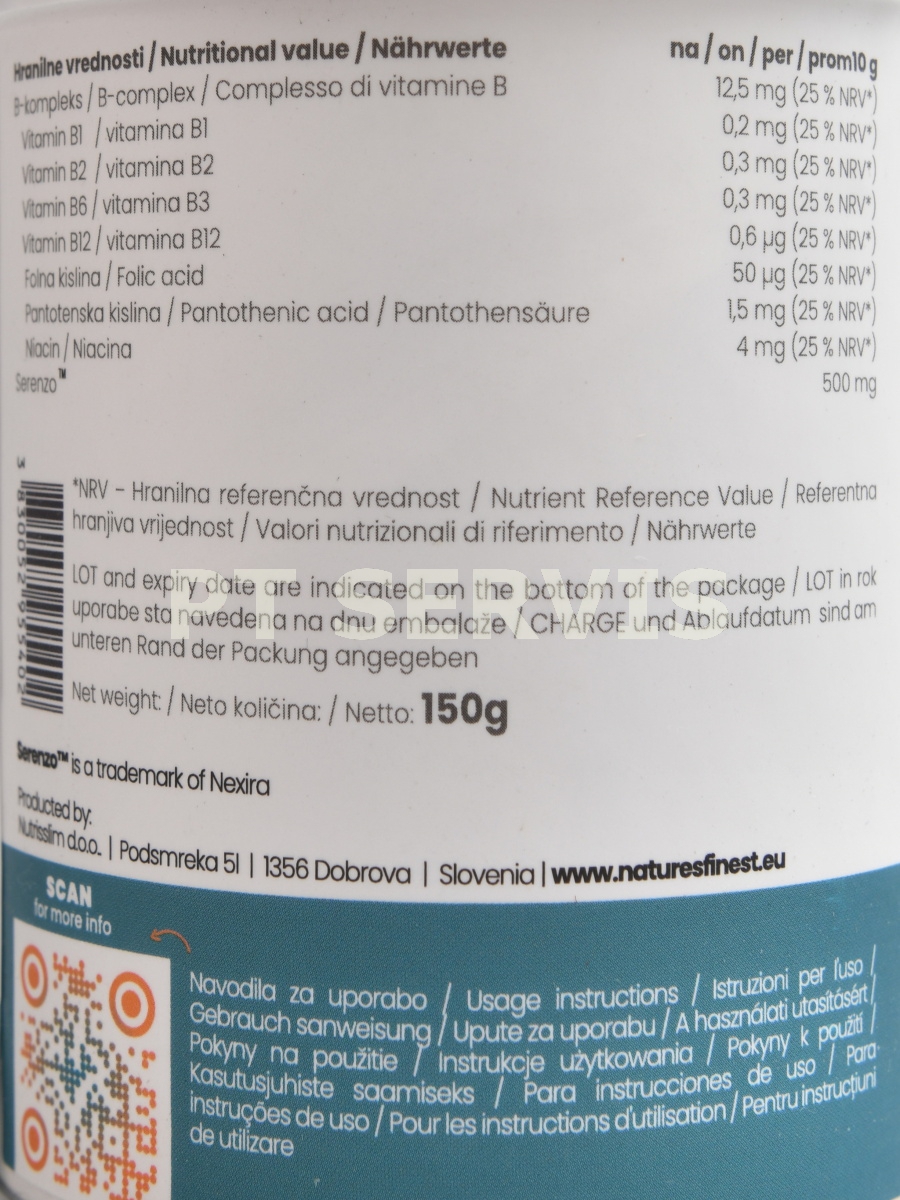 Hranilne vrednosti / Nutritional value / Nährwerte na / on / per / prom10 g
B-kompleks / B-complex / Complesso di vitamine B 12,5 mg (25 % NRV*)
Vitamin B1 / vitamina B1 0,2 mg (25 % NRV*)
Vitamin B2 / vitamina B2 0,3 mg (25 % NRV*)
Vitamin B6 / vitamina B3 0,3 mg (25 % NRV*)
Vitamin B12 / vitamina B12 0,6 µg (25 % NRV*)
Folna kislina / Folic acid 50 µg (25 % NRV*)
Pantotenska kislina / Pantothenic acid / Pantothensäure 1,5 mg (25 % NRV*)
Niacin / Niacina 4 mg (25 % NRV*)
Serenzo™ 500 mg
*NRV - Hranilna referenčna vrednost / Nutrient Reference Value / Referentna
hranjiva vrijednost / Valori nutrizionali di riferimento / Nährwerte
LOT and expiry date are indicated on the bottom of the package / LOT in rok
uporabe sta navedena na dnu embalaže / CHARGE und Ablaufdatum sind am
unteren Rand der Packung angegeben
PT SERVIS
Net weight: / Neto količina: / Netto: 150g
Serenzo™ is a trademark of Nexira
Producted by:
Nutrisslim d.o.o. | Podsmreka 51 | 1356 Dobrova | Slovenia | www.naturesfinest.eu
SCAN
for more info
Navodila za uporabo / Usage instructions / Istruzioni per l'uso /
Gebrauch sanweisung / Upute za uporabu / A használati utasításért /
Pokyny na použitie / Instrukcje użytkowania / Pokyny k použití /
Kasutusjuhiste saamiseks / Para instrucciones de uso / Para
instruções de uso / Pour les instructions d'utilisation / Pentru instrucțiuni
de utilizare